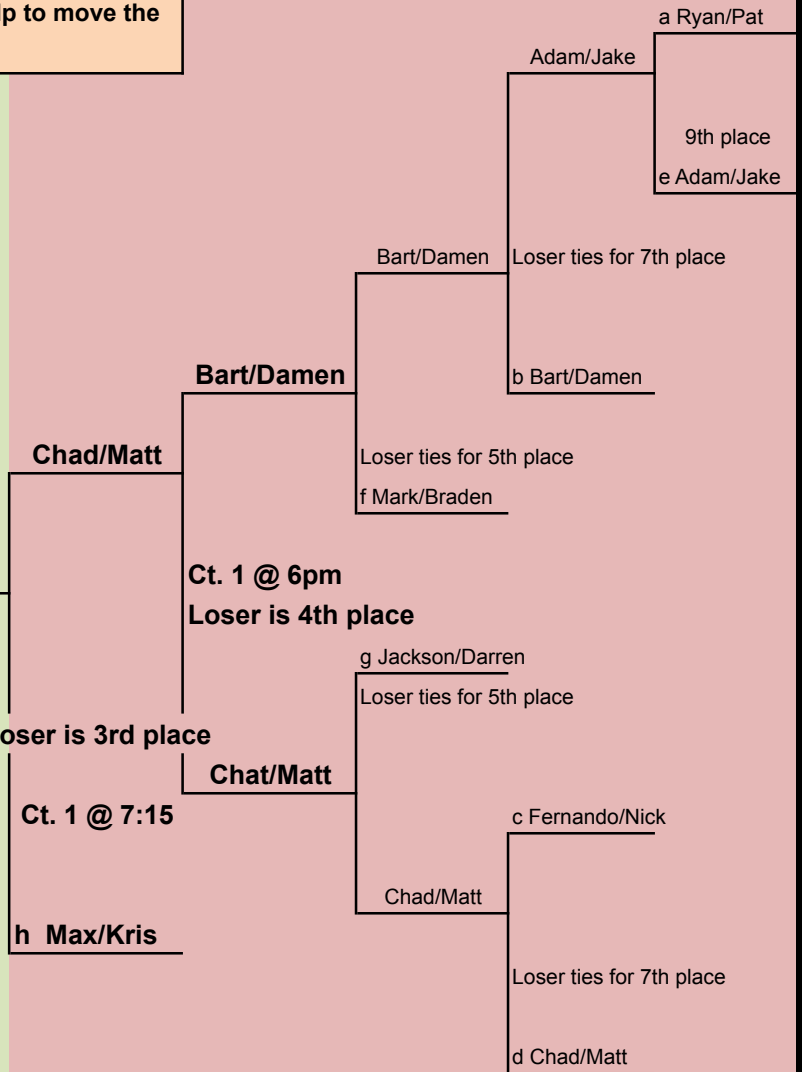 to move the
a Ryan/Pat
Adam/Jake
9th place
e Adam/Jake
Bart/Damen
Loser ties for 7th place
Bart/Damen
b Bart/Damen
Chad/Matt
Loser ties for 5th place
f Mark/Braden
Ct. 1 @ 6pm
Loser is 4th place
g Jackson/Darren
Loser ties for 5th place
oser is 3rd place
Chat/Matt
Ct. 1 @ 7:15
c Fernando/Nick
Chad/Matt
h Max/Kris
Loser ties for 7th place
d Chad/Matt